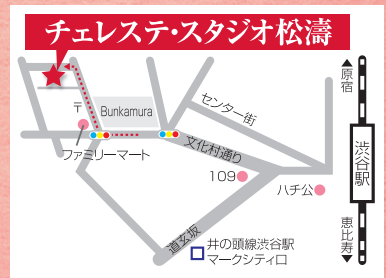 チェレステ・スタジオ松濤
▲原宿
センター街
Bunkamura
〒
文化村通り
渋谷駅
ファミリーマート
109
ハチ公
道玄坂
井の頭線渋谷駅
マークシティ口
恵比寿▼